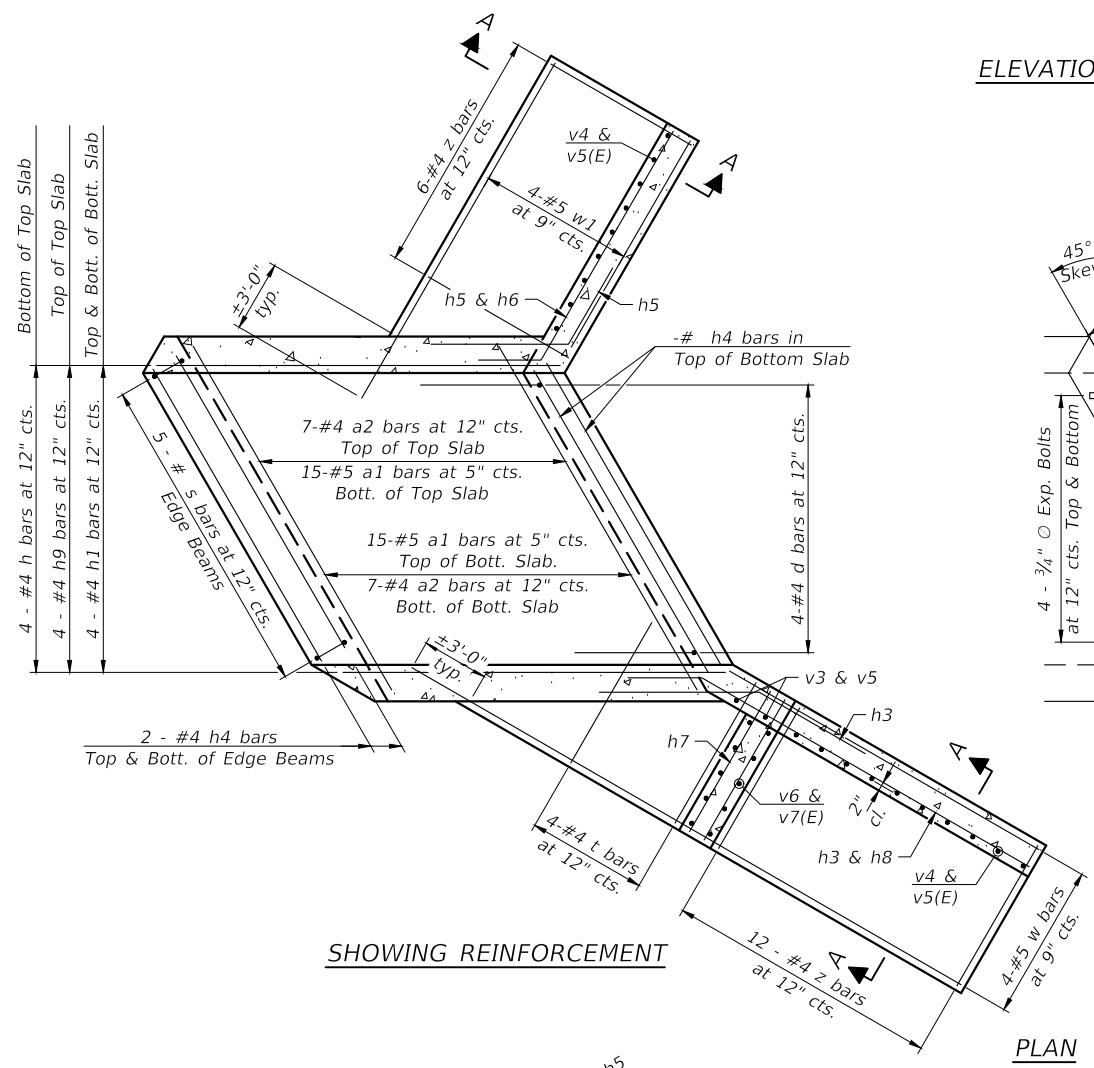 A
ELEVATIO
6-#4 z bars
at 12" cts.
v4 &
v5(E)
A
4-#5 w1
at 9" cts.
Bottom of Top Slab
Top of Top Slab
Top & Bott. of Bott. Slab
±3'-0"
typ.
h5 & h6
h5
45°
Skew
-# h4 bars in
Top of Bottom Slab
4 - #4 h bars at 12" cts.
4 - #4 h9 bars at 12" cts.
4 - #4 h1 bars at 12" cts.
5 - # s bars at 12" cts.
Edge Beams
7-#4 a2 bars at 12" cts.
Top of Top Slab
15-#5 a1 bars at 5" cts.
Bott. of Top Slab
4-#4 d bars at 12" cts.
4 - 3/4" ∅ Exp. Bolts
at 12" cts. Top & Bottom
15-#5 a1 bars at 5" cts.
Top of Bott. Slab.
7-#4 a2 bars at 12" cts.
Bott. of Bott. Slab
±3'-0"
typ.
v3 & v5
h3
h7
2 - #4 h4 bars
Top & Bott. of Edge Beams
A
v6 &
v7(E)
2"
cl.
4-#4 t bars
at 12" cts.
h3 & h8
v4 &
v5(E)
4-#5 w bars
at 9" cts.
12 - #4 z bars
at 12" cts.
A
SHOWING REINFORCEMENT
PLAN
h5